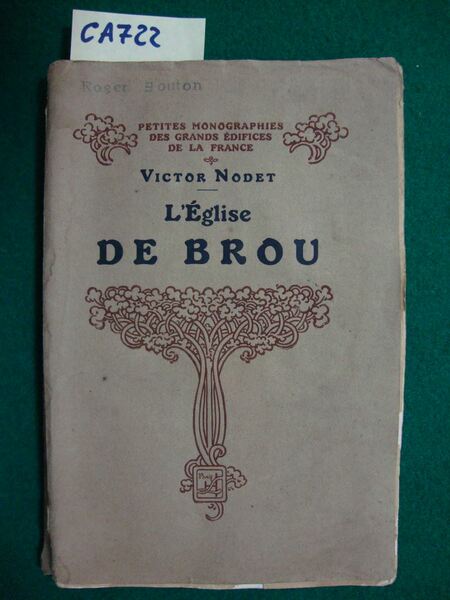 CA722
Roger Bouton
PETITES MONOGRAPHIES
DES GRANDS ÉDIFICES
DE LA FRANCE
VICTOR NODET
L'Église
DE BROU